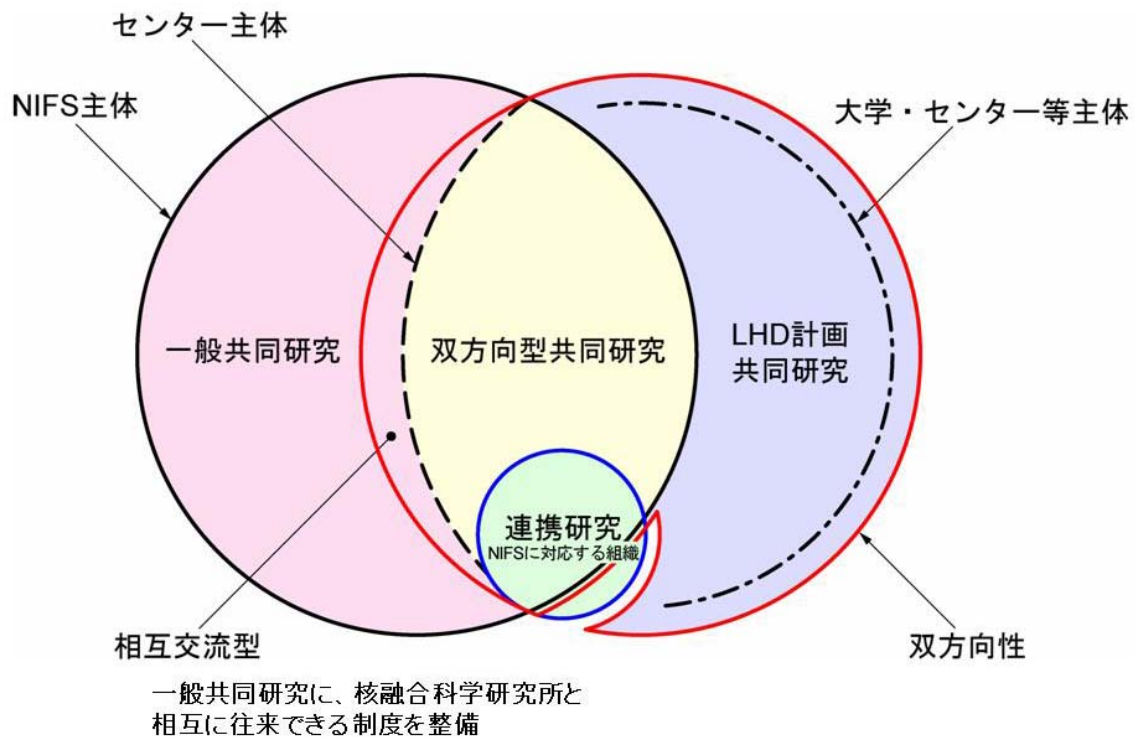 センター主体
NIFS主体
大学・センター等主体
一般共同研究
双方向型共同研究
LHD計画
共同研究
連携研究
NIFSに対応する組織
相互交流型
双方向性
一般共同研究に、核融合科学研究所と
相互に往来できる制度を整備